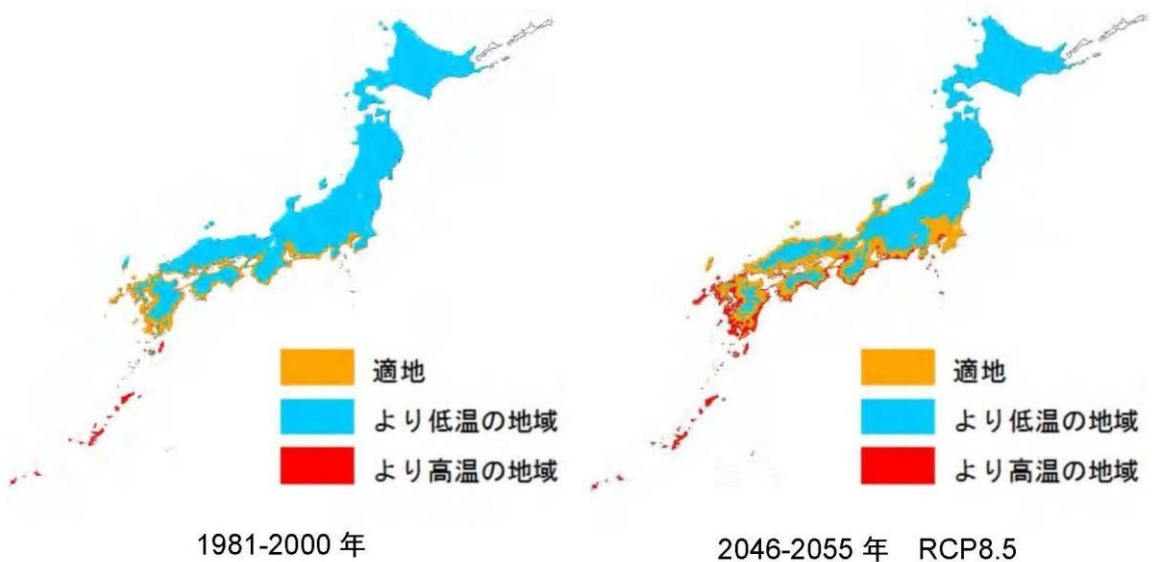 適地
より低温の地域
より高温の地域
1981-2000 年
適地
より低温の地域
より高温の地域
2046-2055 年 RCP8.5